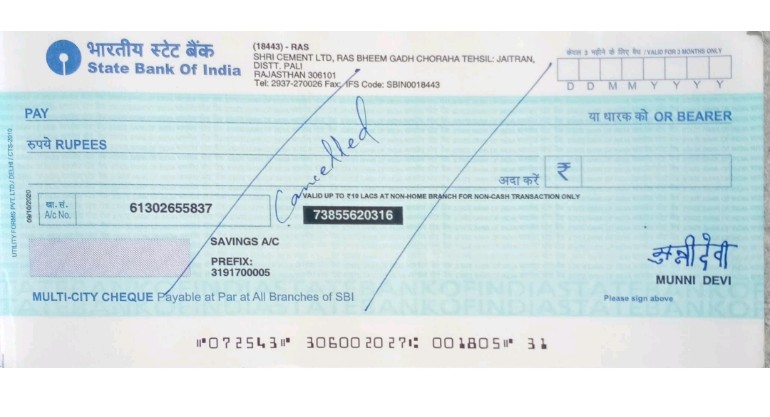 भारतीय स्टेट बैंक
State Bank Of India
(18443) - RAS
SHRI CEMENT LTD, RAS BHEEM GADH CHORAHA TEHSIL: JAITRAN,
DISTT. PALI
RAJASTHAN 306101
Tel: 2937-270026 Fax: IFS Code: SBIN0018443
केवल 3 महीने के लिए वैध / VALID FOR 3 MONTHS ONLY
D D M M Y Y Y Y
PAY
या धारक को OR BEARER
रुपये RUPEES
Cancelled
अदा करें ₹
UTILITY FORMS PVT. LTD./ DELHI / CTS-2010
09/10/2020
खा. सं.
A/c No.
61302655837
VALID UP TO ₹10 LACS AT NON-HOME BRANCH FOR NON-CASH TRANSACTION ONLY
73855620316
SAVINGS A/C
PREFIX:
3191700005
मुन्नी देवी
MUNNI DEVI
MULTI-CITY CHEQUE Payable at Par at All Branches of SBI
Please sign above
⑈072543⑈ 306002027⑆ 001805⑈ 31